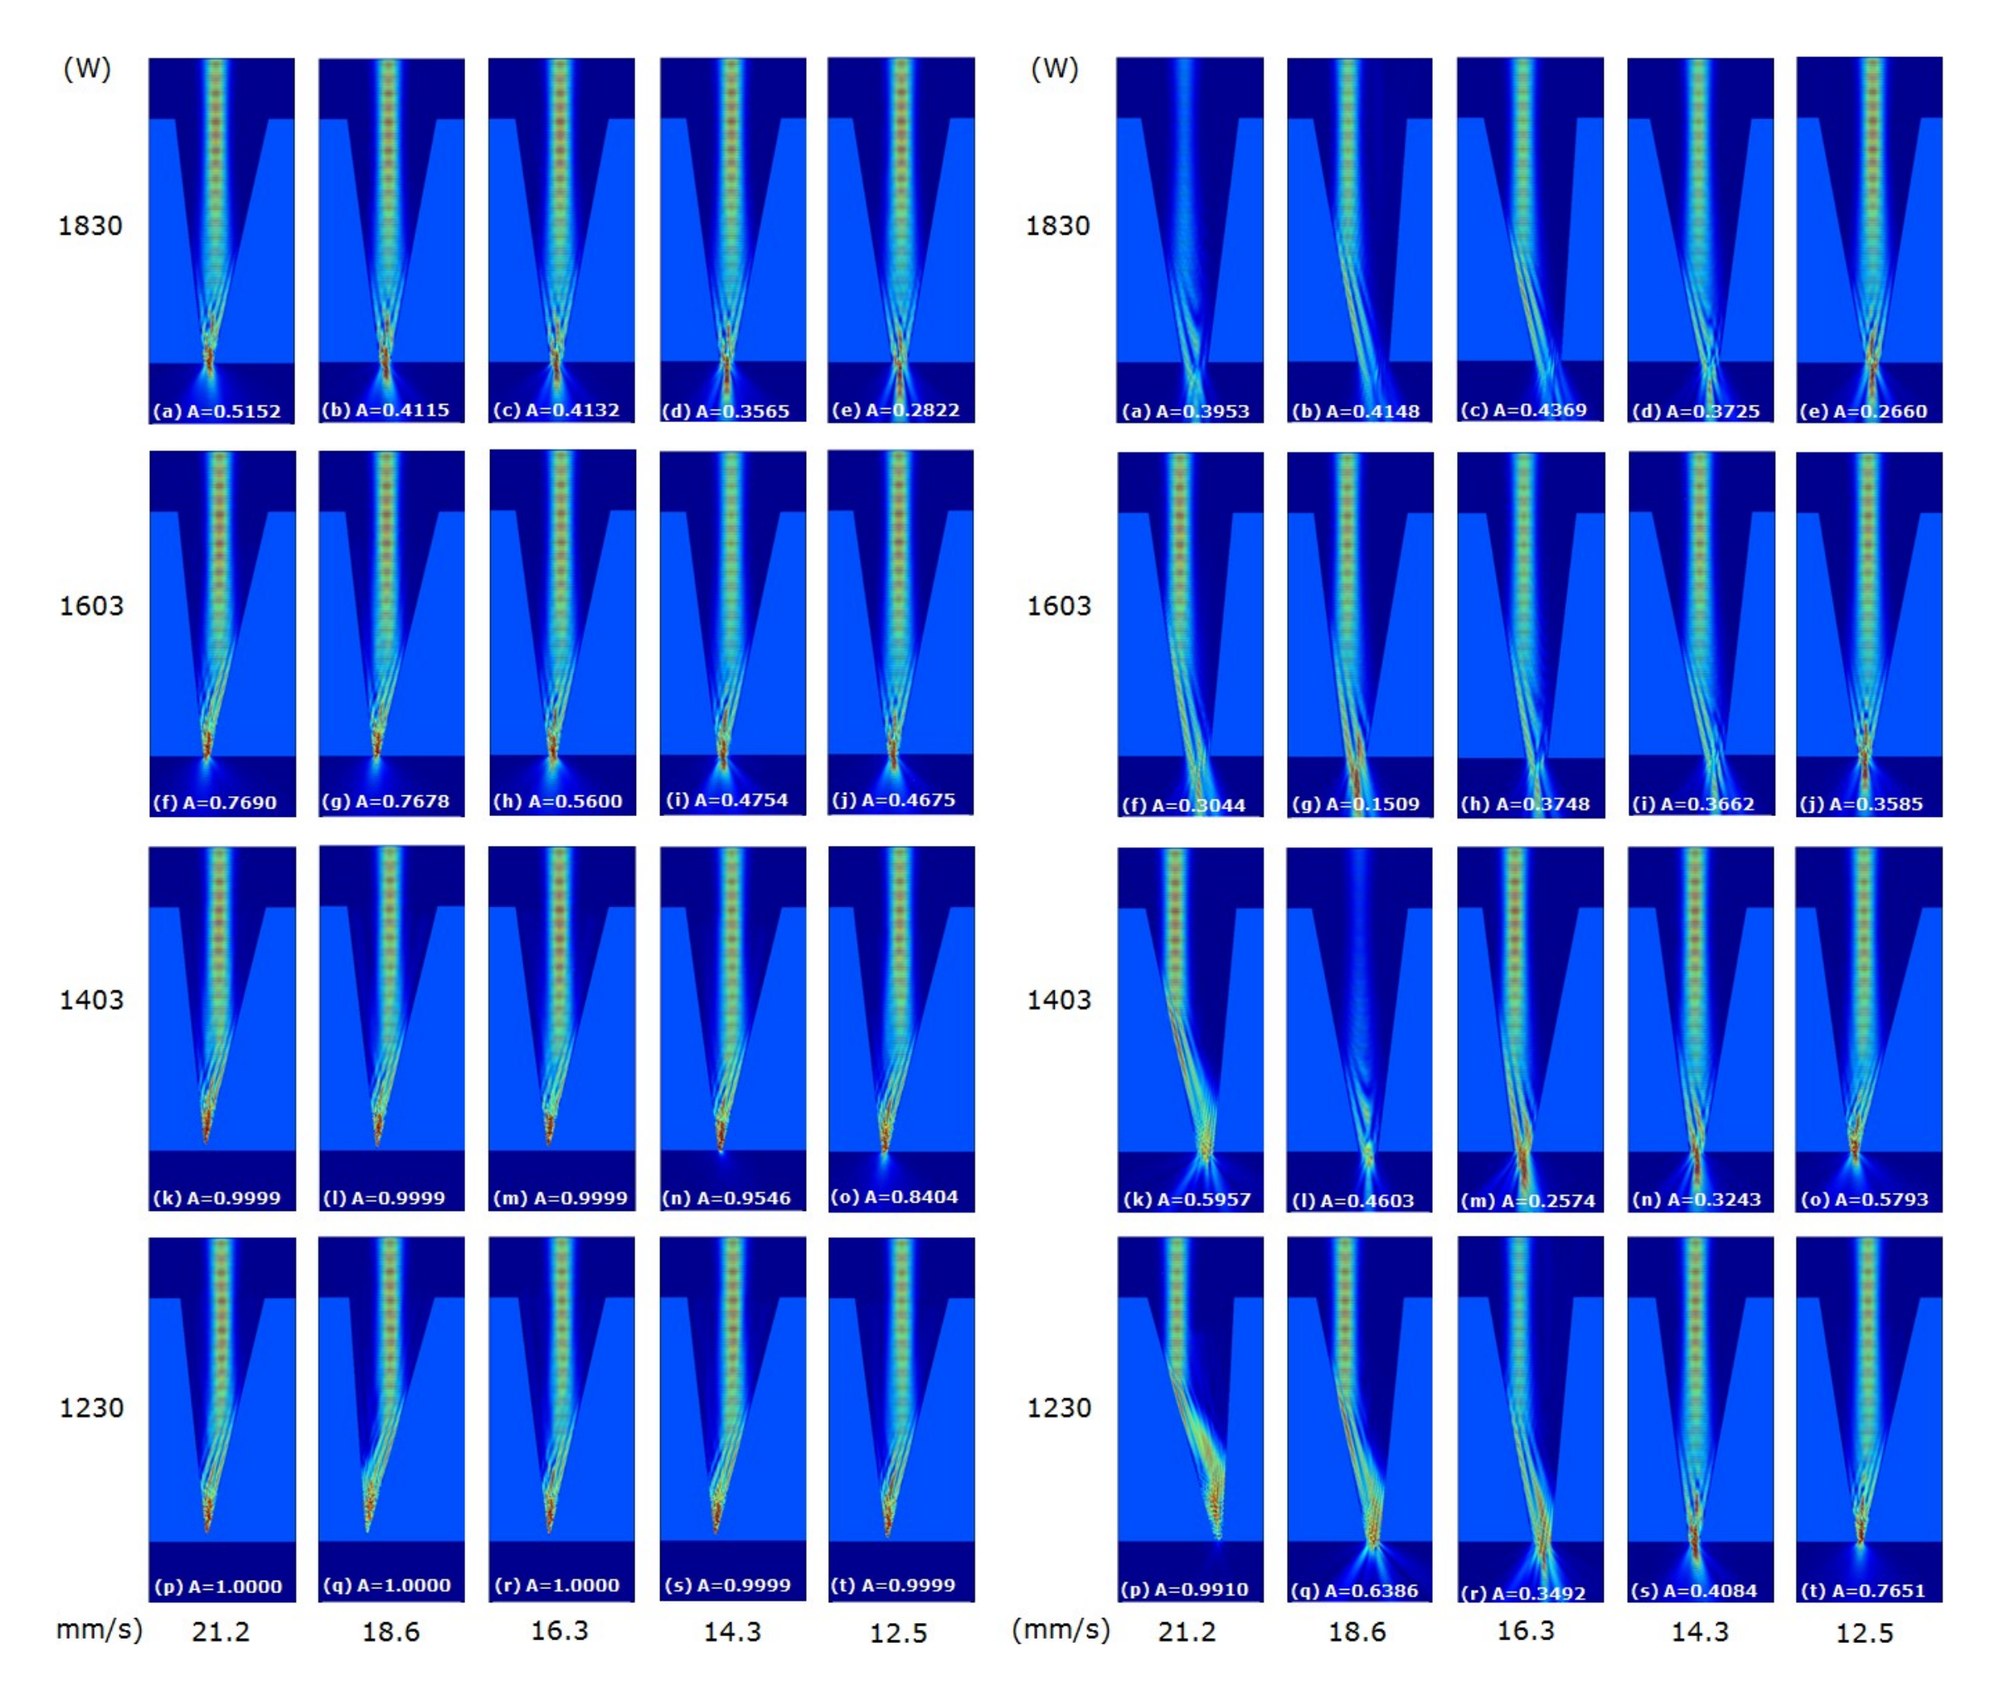 (W)
(W)
1830
(a) A=0.5152
(b) A=0.4115
(c) A=0.4132
(d) A=0.3565
(e) A=0.2822
1830
(a) A=0.3953
(b) A=0.4148
(c) A=0.4369
(d) A=0.3725
(e) A=0.2660
1603
(f) A=0.7690
(g) A=0.7678
(h) A=0.5600
(i) A=0.4754
(j) A=0.4675
1603
(f) A=0.3044
(g) A=0.1509
(h) A=0.3748
(i) A=0.3662
(j) A=0.3585
1403
(k) A=0.9999
(l) A=0.9999
(m) A=0.9999
(n) A=0.9546
(o) A=0.8404
1403
(k) A=0.5957
(l) A=0.4603
(m) A=0.2574
(n) A=0.3243
(o) A=0.5793
1230
(p) A=1.0000
(q) A=1.0000
(r) A=1.0000
(s) A=0.9999
(t) A=0.9999
1230
(p) A=0.9910
(q) A=0.6386
(r) A=0.3492
(s) A=0.4084
(t) A=0.7651
mm/s) 21.2 18.6 16.3 14.3 12.5
(mm/s) 21.2 18.6 16.3 14.3 12.5